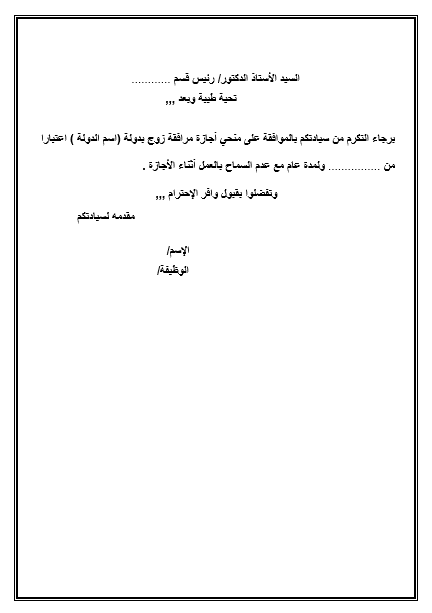 السيد الأستاذ الدكتور/ رئيس قسم ............
تحية طيبة وبعد ,,,
برجاء التكرم من سيادتكم بالموافقة على منحي أجازة مرافقة زوج بدولة (اسم الدولة ) اعتبارا
من ................ ولمدة عام مع عدم السماح بالعمل أثناء الأجازة .
وتفضلوا بقبول وافر الإحترام ,,,
مقدمه لسيادتكم
الإسم/
الوظيفة/